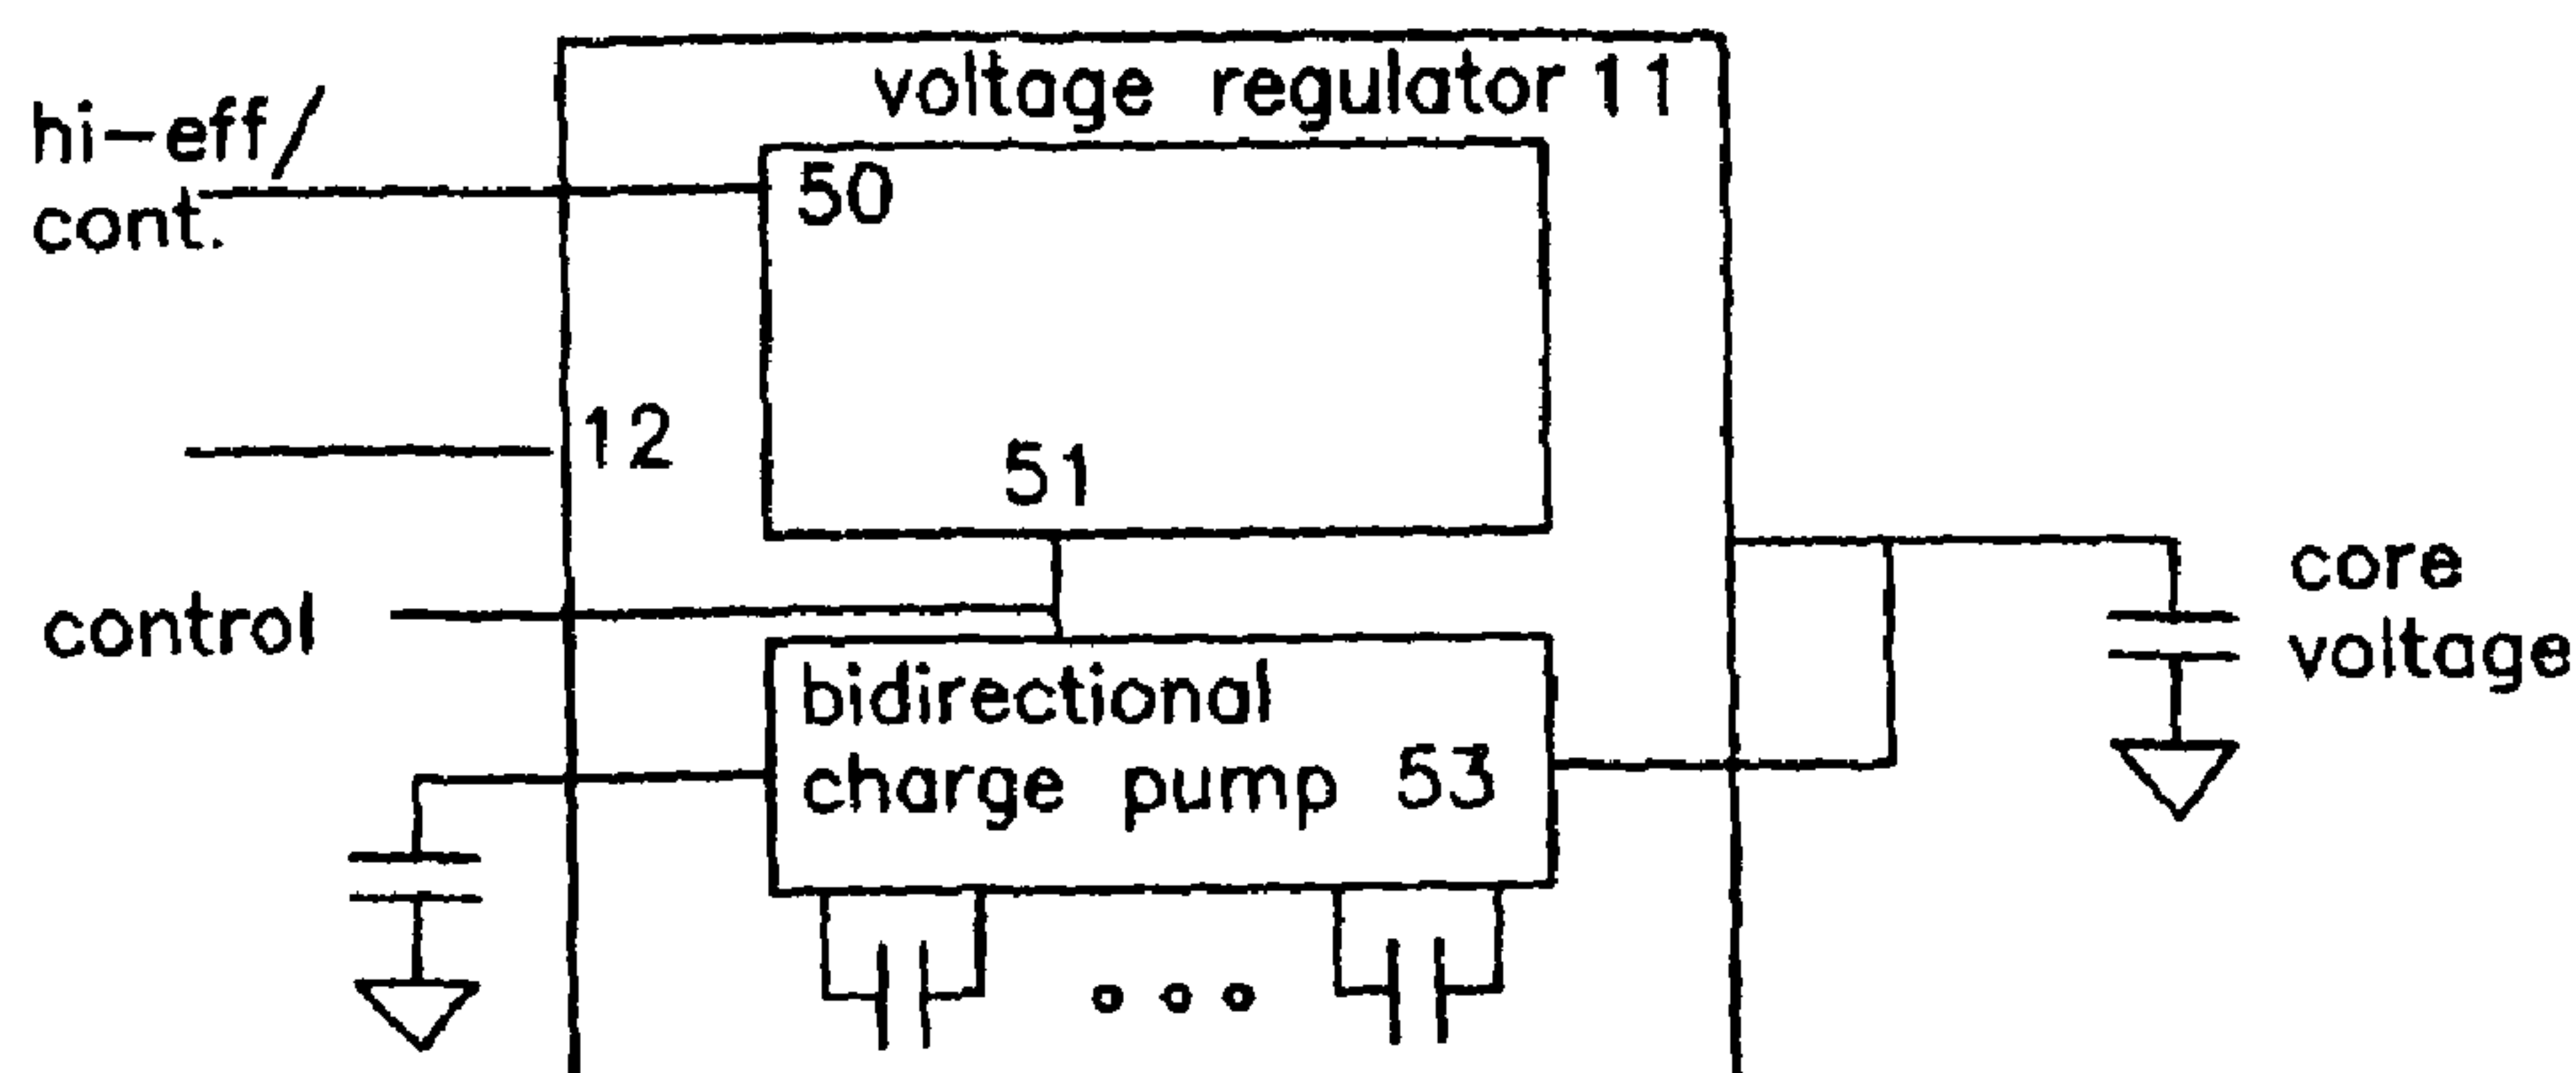 voltage regulator 11
hi-eff/
cont.
50
12
51
control
core
voltage
bidirectional
charge pump 53